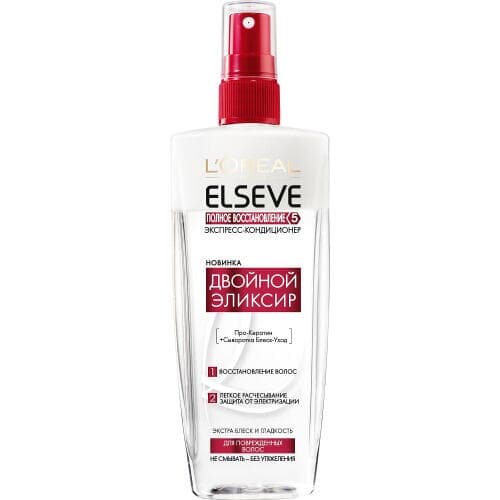 L'ORÉAL
ELSEVE
ПОЛНОЕ ВОССТАНОВЛЕНИЕ 5
ЭКСПРЕСС-КОНДИЦИОНЕР
НОВИНКА
ДВОЙНОЙ
ЭЛИКСИР
Про-Кератин
+Сыворотка Блеск-Уход
1 ВОССТАНОВЛЕНИЕ ВОЛОС
2 ЛЕГКОЕ РАСЧЕСЫВАНИЕ
ЗАЩИТА ОТ ЭЛЕКТРИЗАЦИИ
ЭКСТРА БЛЕСК И ГЛАДКОСТЬ
ДЛЯ ПОВРЕЖДЕННЫХ
ВОЛОС
НЕ СМЫВАТЬ – БЕЗ УТЯЖЕЛЕНИЯ